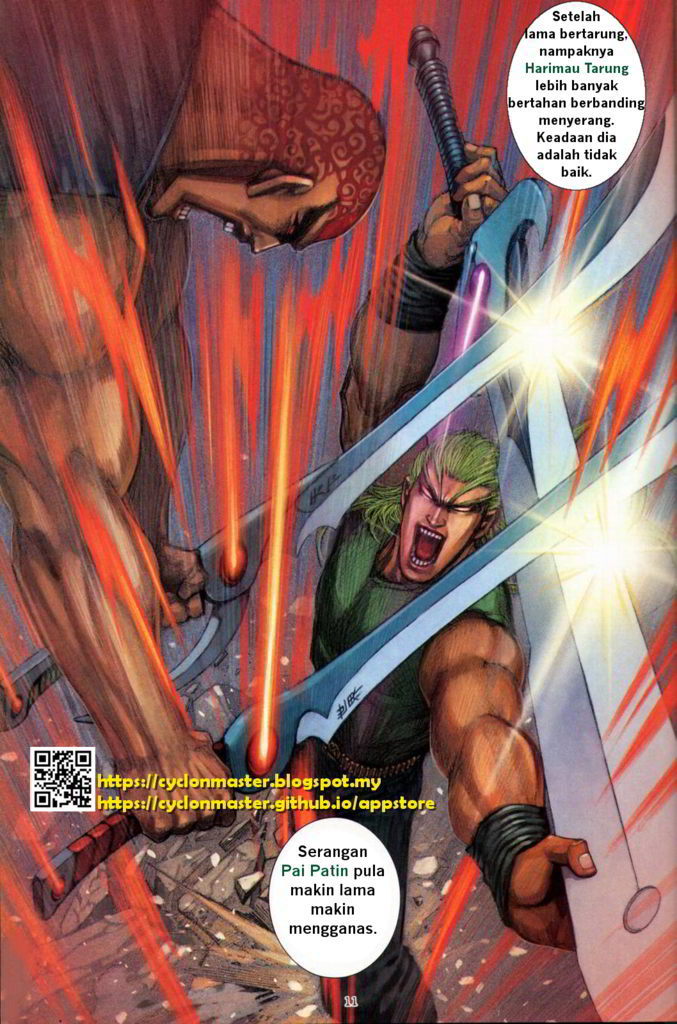 Setelah
lama bertarung,
nampaknya
Harimau Tarung
lebih banyak
bertahan berbanding
menyerang.
Keadaan dia
adalah tidak
baik.
https://cyclonmaster.blogspot.my
https://cyclonmaster.github.io/appstore
Serangan
Pai Patin pula
makin lama
makin
mengganas.
11